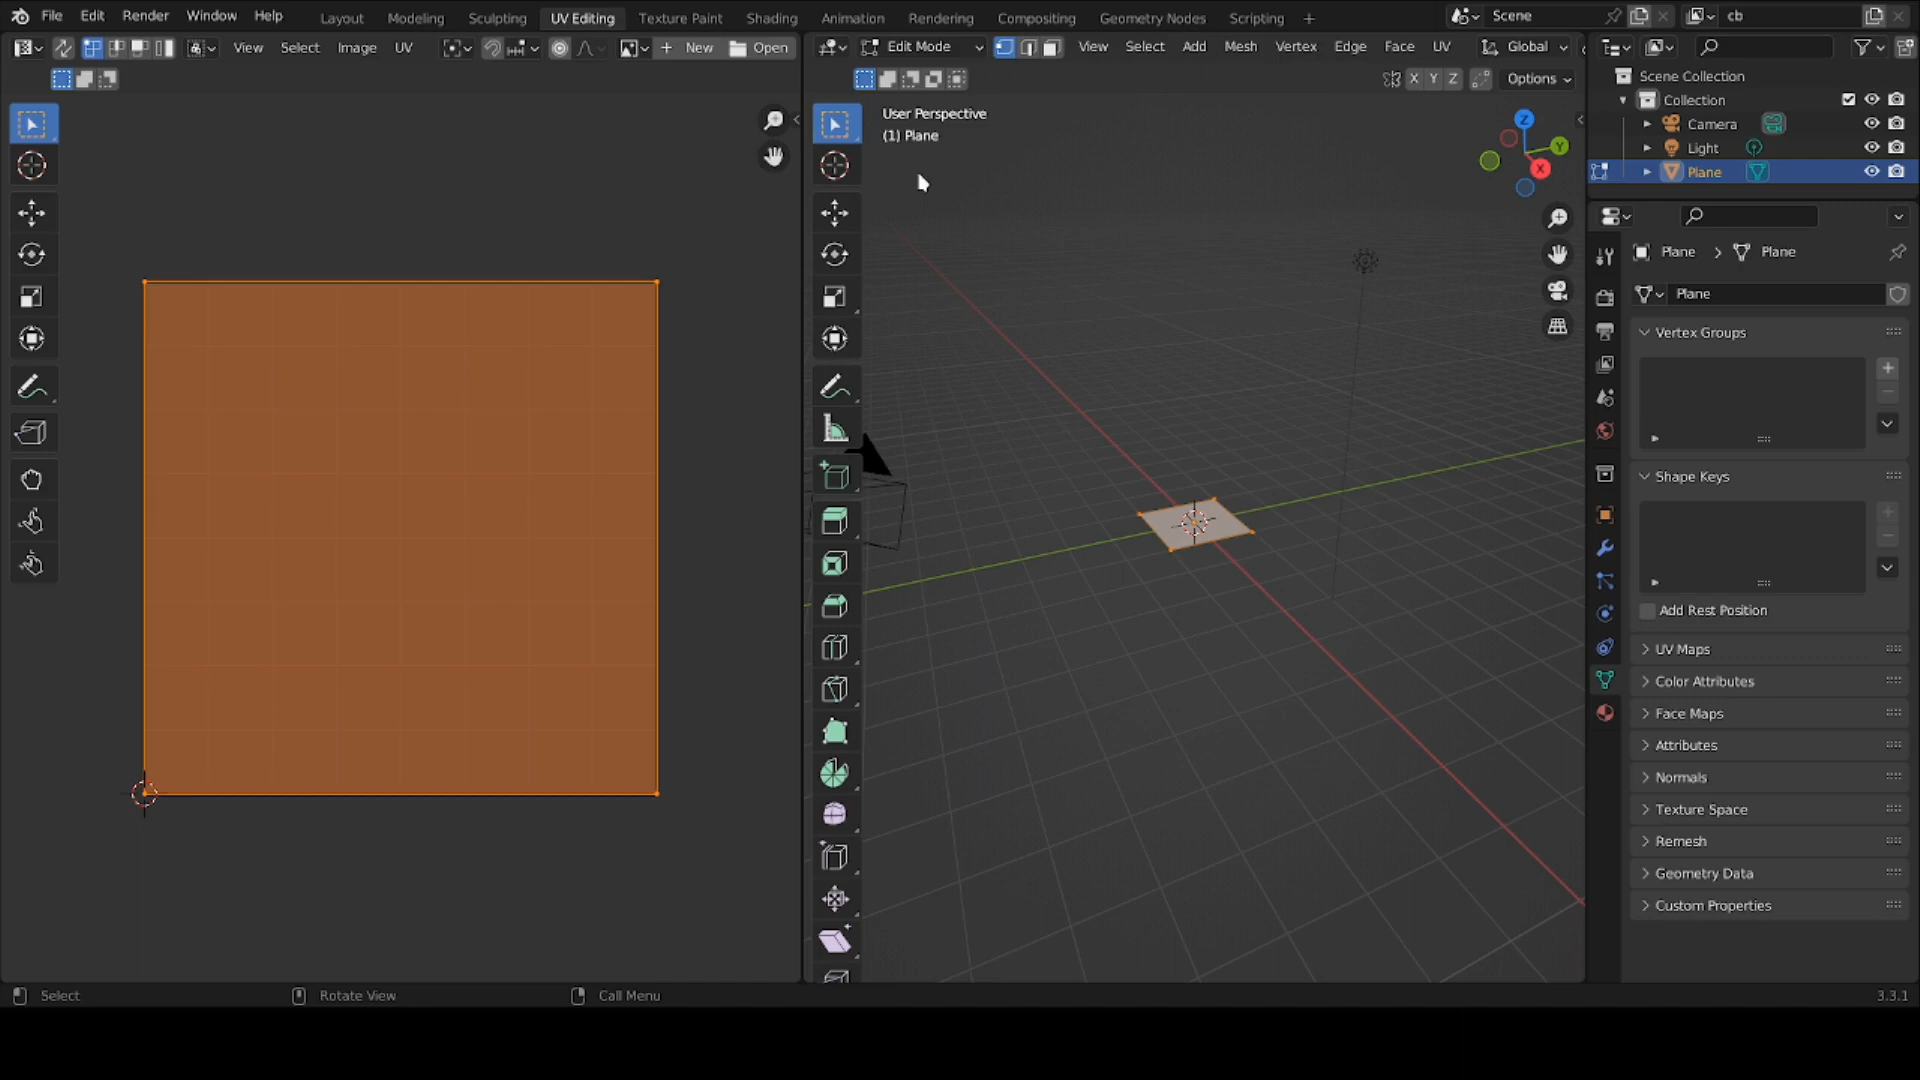 File Edit Render Window Help Layout Modeling Sculpting UV Editing Texture Paint Shading Animation Rendering Compositing Geometry Nodes Scripting + Scene cb
View Select Image UV New Open
Edit Mode View Select Add Mesh Vertex Edge Face UV Global
X Y Z Options
User Perspective
(1) Plane
Z
Y
X
Scene Collection
Collection
Camera
Light
Plane
Plane > Plane
Plane
Vertex Groups
Shape Keys
Add Rest Position
UV Maps
Color Attributes
Face Maps
Attributes
Normals
Texture Space
Remesh
Geometry Data
Custom Properties
Select Rotate View Call Menu 3.3.1